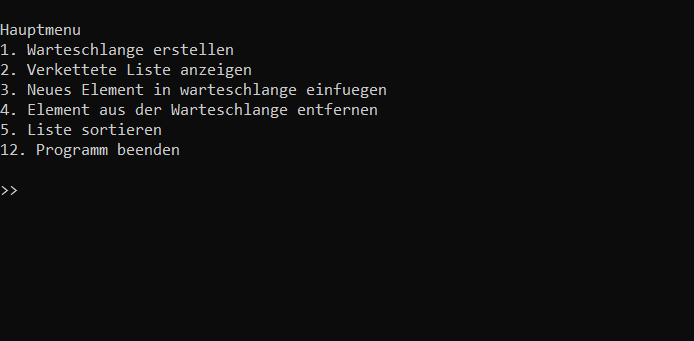 Hauptmenu
1. Warteschlange erstellen
2. Verkettete Liste anzeigen
3. Neues Element in warteschlange einfuegen
4. Element aus der Warteschlange entfernen
5. Liste sortieren
12. Programm beenden
>>